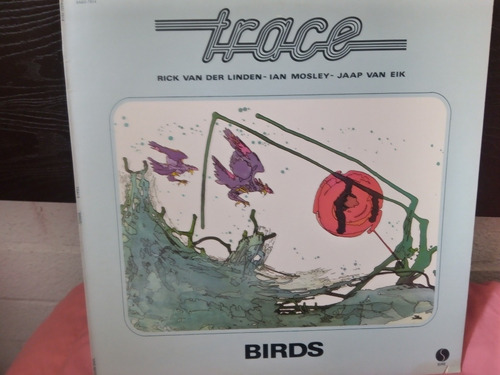 trace
RICK VAN DER LINDEN - IAN MOSLEY - JAAP VAN EIK
BIRDS